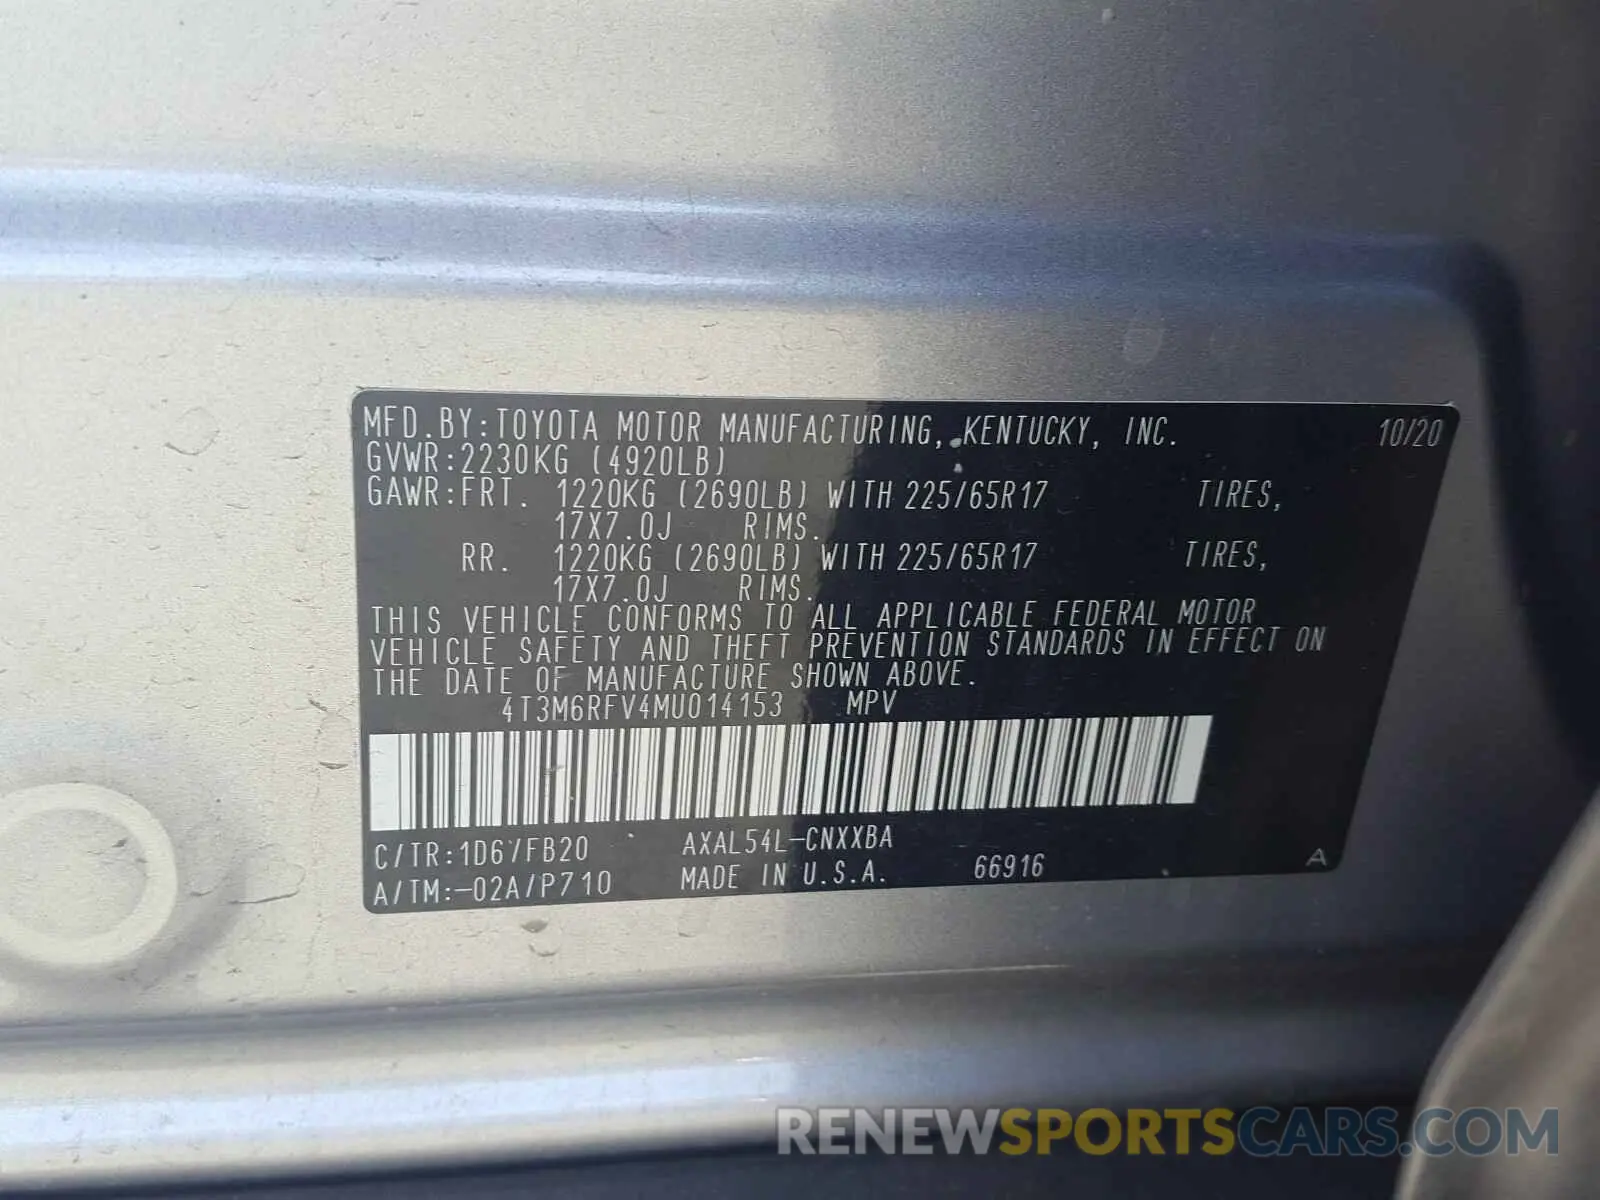 MFD.BY:TOYOTA MOTOR MANUFACTURING, KENTUCKY, INC. 10/20
GVWR:2230KG (4920LB)
GAWR:FRT. 1220KG (2690LB) WITH 225/65R17 TIRES,
17X7.0J RIMS.
RR. 1220KG (2690LB) WITH 225/65R17 TIRES,
17X7.0J RIMS.
THIS VEHICLE CONFORMS TO ALL APPLICABLE FEDERAL MOTOR
VEHICLE SAFETY AND THEFT PREVENTION STANDARDS IN EFFECT ON
THE DATE OF MANUFACTURE SHOWN ABOVE.
4T3M6RFV4MU014153 MPV
C/TR:1D6/FB20 AXAL54L-CNXXBA
A/TM:-02A/P710 MADE IN U.S.A. 66916 A
RENEWSPORTSCARS.COM